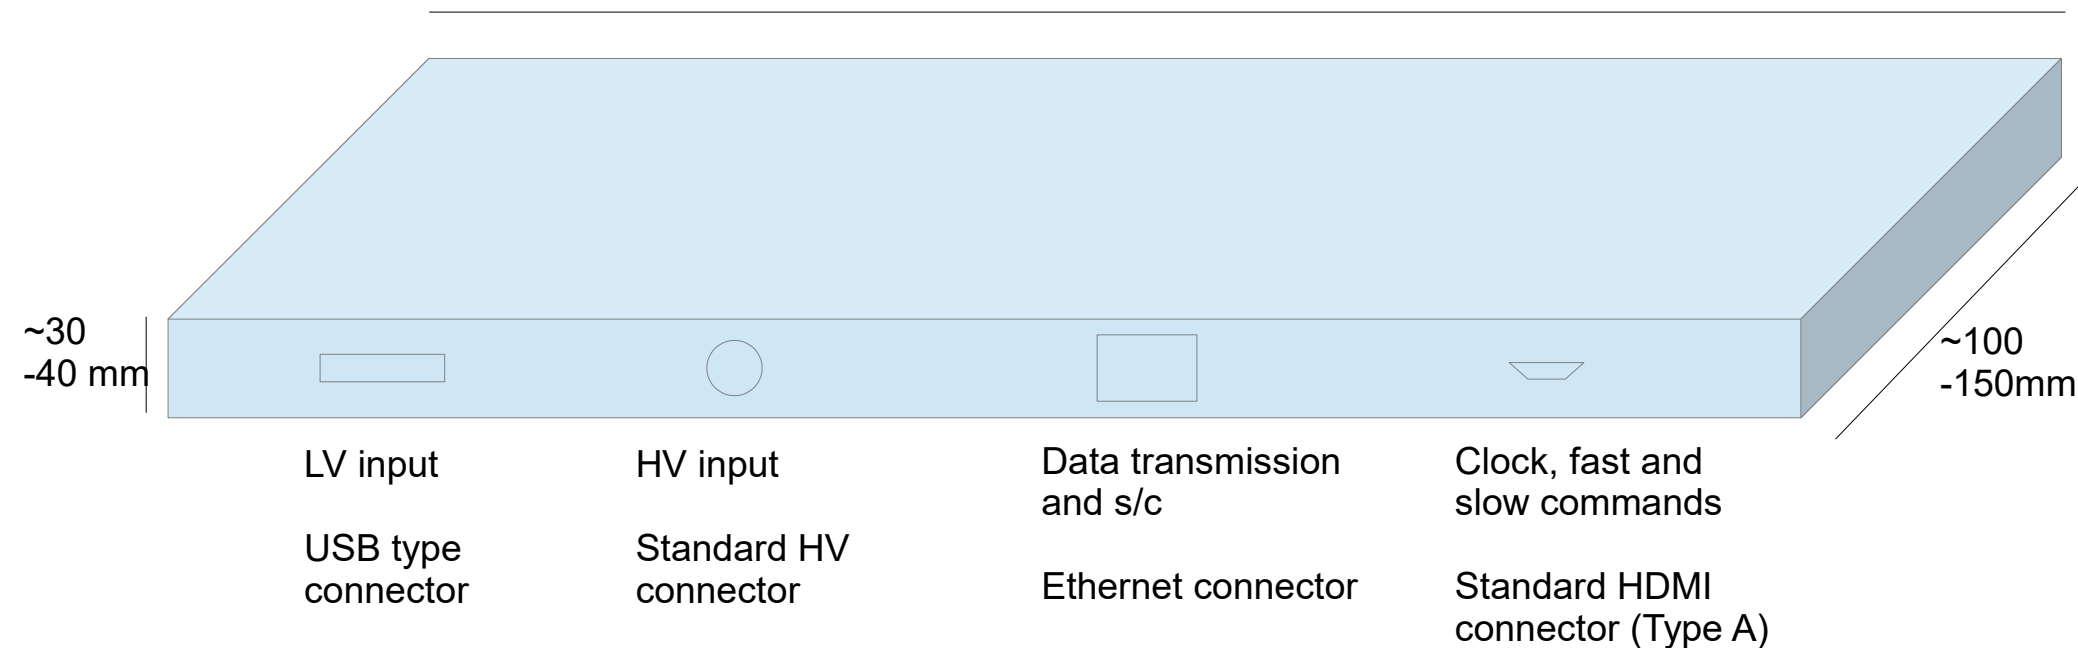 ~30
-40 mm
~100
-150mm
LV input
USB type
connector
HV input
Standard HV
connector
Data transmission
and s/c
Ethernet connector
Clock, fast and
slow commands
Standard HDMI
connector (Type A)